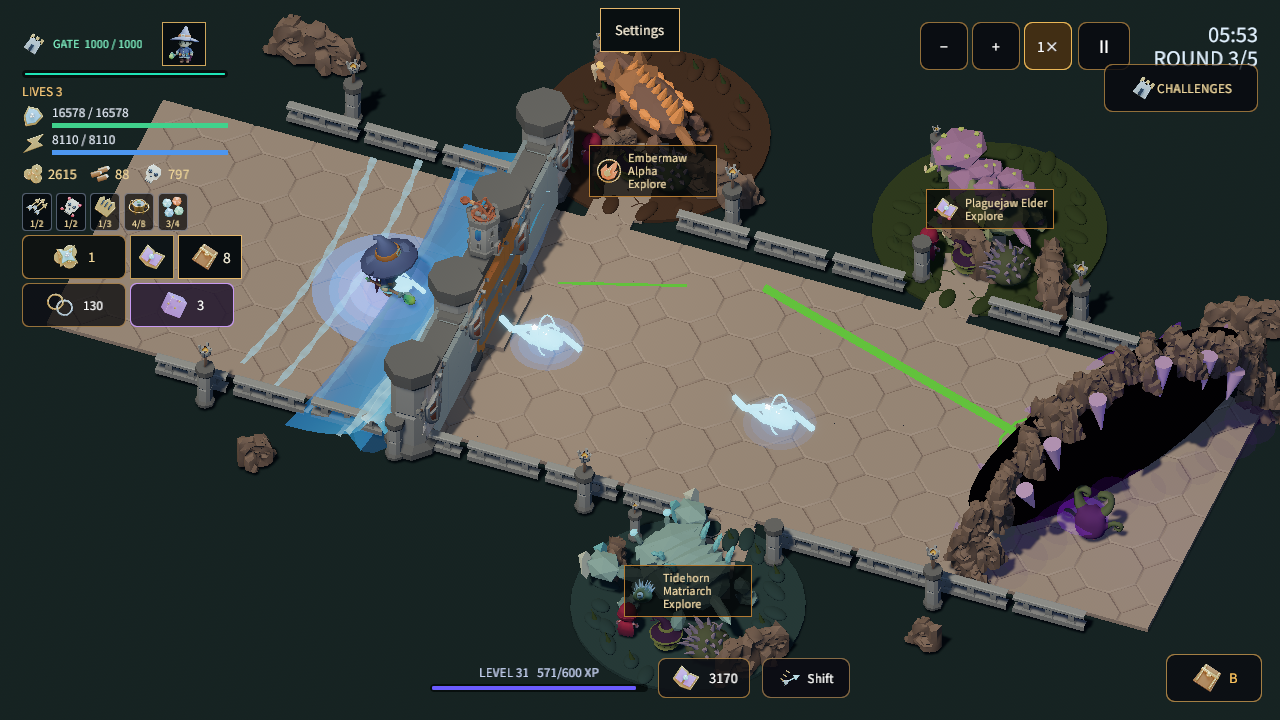 Settings
GATE 1000 / 1000
− + 1× II
05:53
ROUND 3/5
CHALLENGES
LIVES 3
16578 / 16578
8110 / 8110
2615 88 797
1/2 1/2 1/3 4/8 3/4
1 8
130 3
Embermaw
Alpha
Explore
Plaguejaw Elder
Explore
Tidehorn
Matriarch
Explore
LEVEL 31 571/600 XP
3170
Shift
B